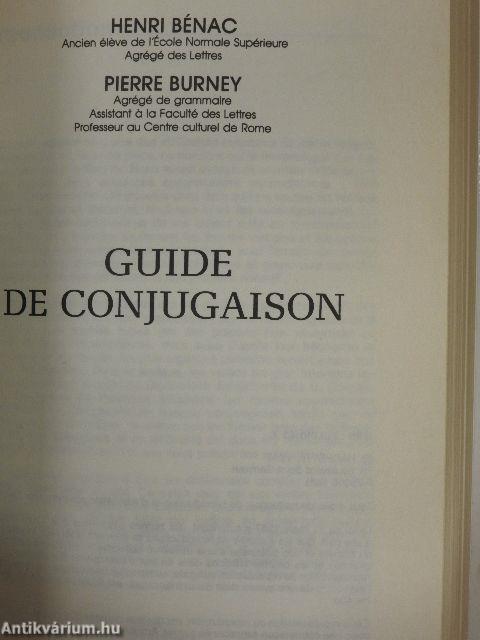 HENRI BÉNAC
Ancien élève de l'École Normale Supérieure
Agrégé des Lettres
PIERRE BURNEY
Agrégé de grammaire
Assistant à la Faculté des Lettres
Professeur au Centre culturel de Rome
GUIDE
DE CONJUGAISON
Antikvárium.hu